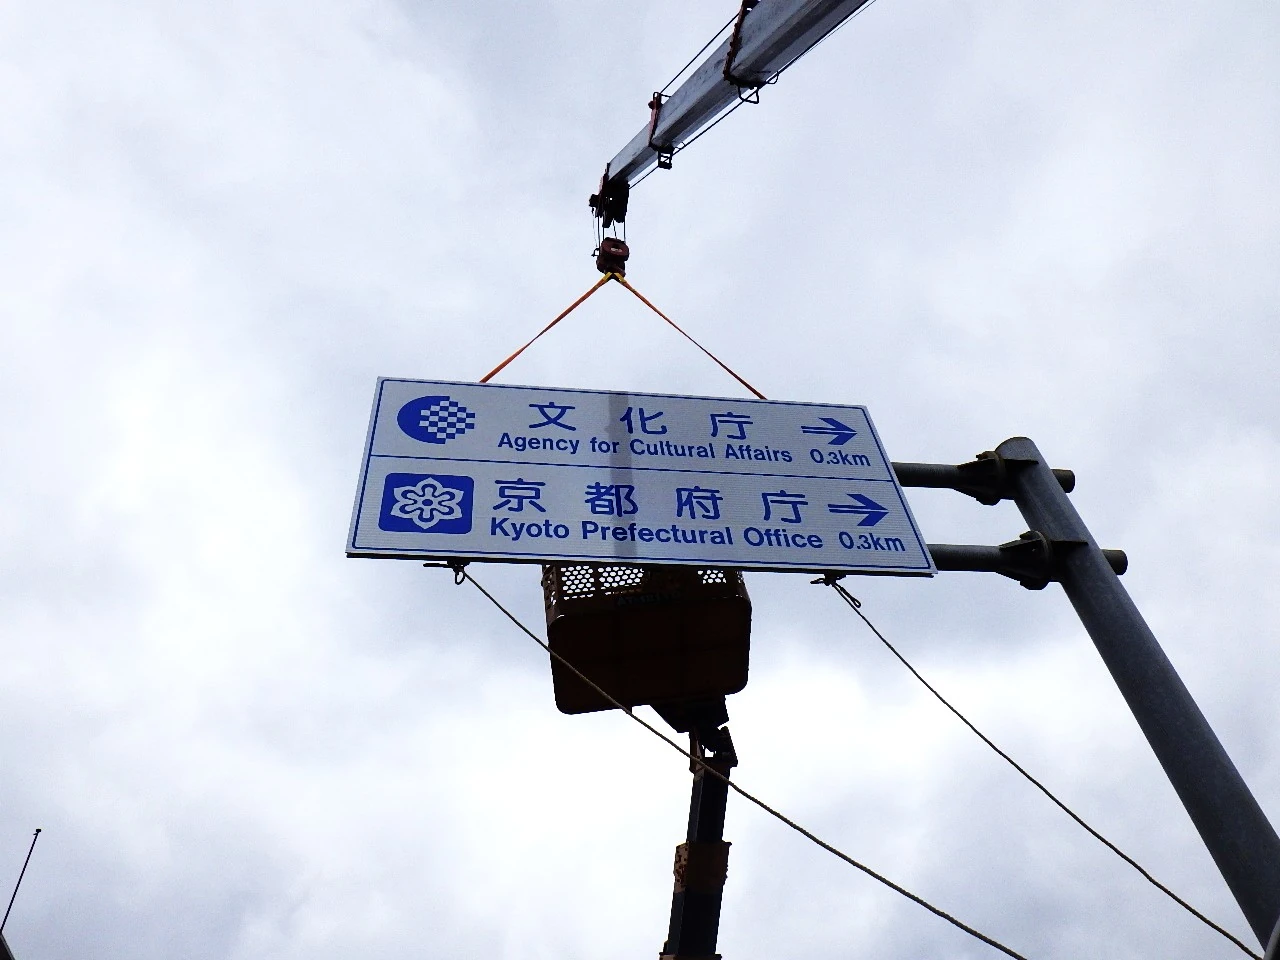 文化庁
Agency for Cultural Affairs 0.3km
京都府庁
Kyoto Prefectural Office 0.3km